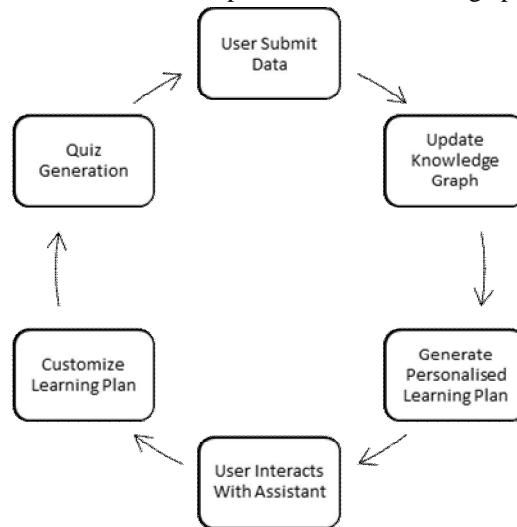 User Submit
Data
Update
Knowledge
Graph
Generate
Personalised
Learning Plan
User Interacts
With Assistant
Customize
Learning Plan
Quiz
Generation